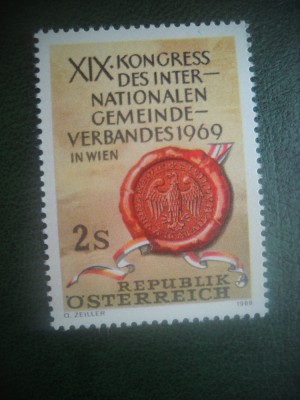 XIX·KONGRESS
DES INTER—
NATIONALEN
GEMEINDE—
VERBANDES 1969
IN WIEN
2S
REPUBLIK
ÖSTERREICH
O. ZEILLER 1969